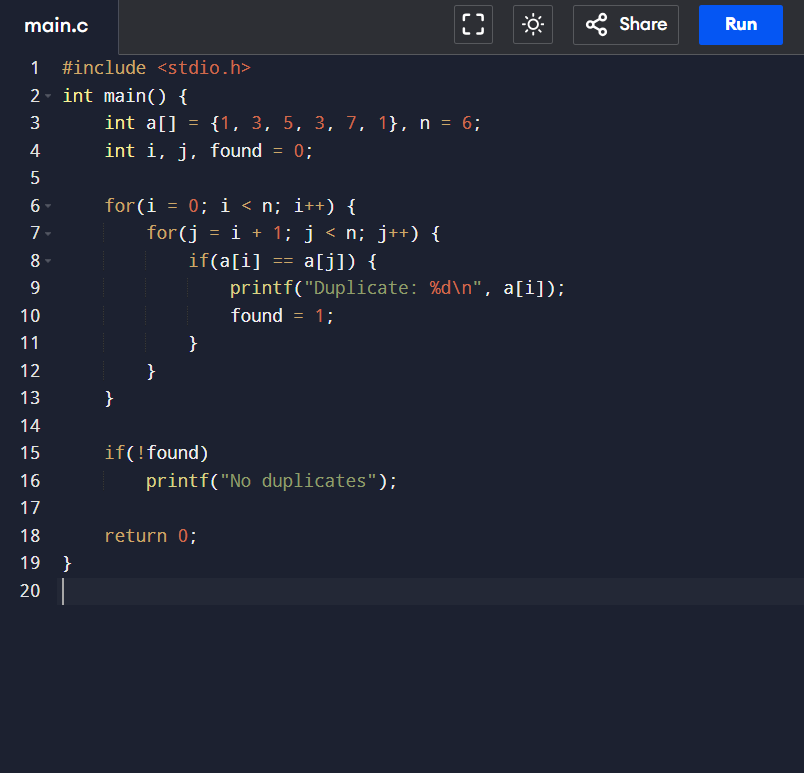 main.c Share Run
1 #include <stdio.h>
2 int main() {
3     int a[] = {1, 3, 5, 3, 7, 1}, n = 6;
4     int i, j, found = 0;
5
6     for(i = 0; i < n; i++) {
7         for(j = i + 1; j < n; j++) {
8             if(a[i] == a[j]) {
9                 printf("Duplicate: %d\n", a[i]);
10                 found = 1;
11             }
12         }
13     }
14
15     if(!found)
16         printf("No duplicates");
17
18     return 0;
19 }
20